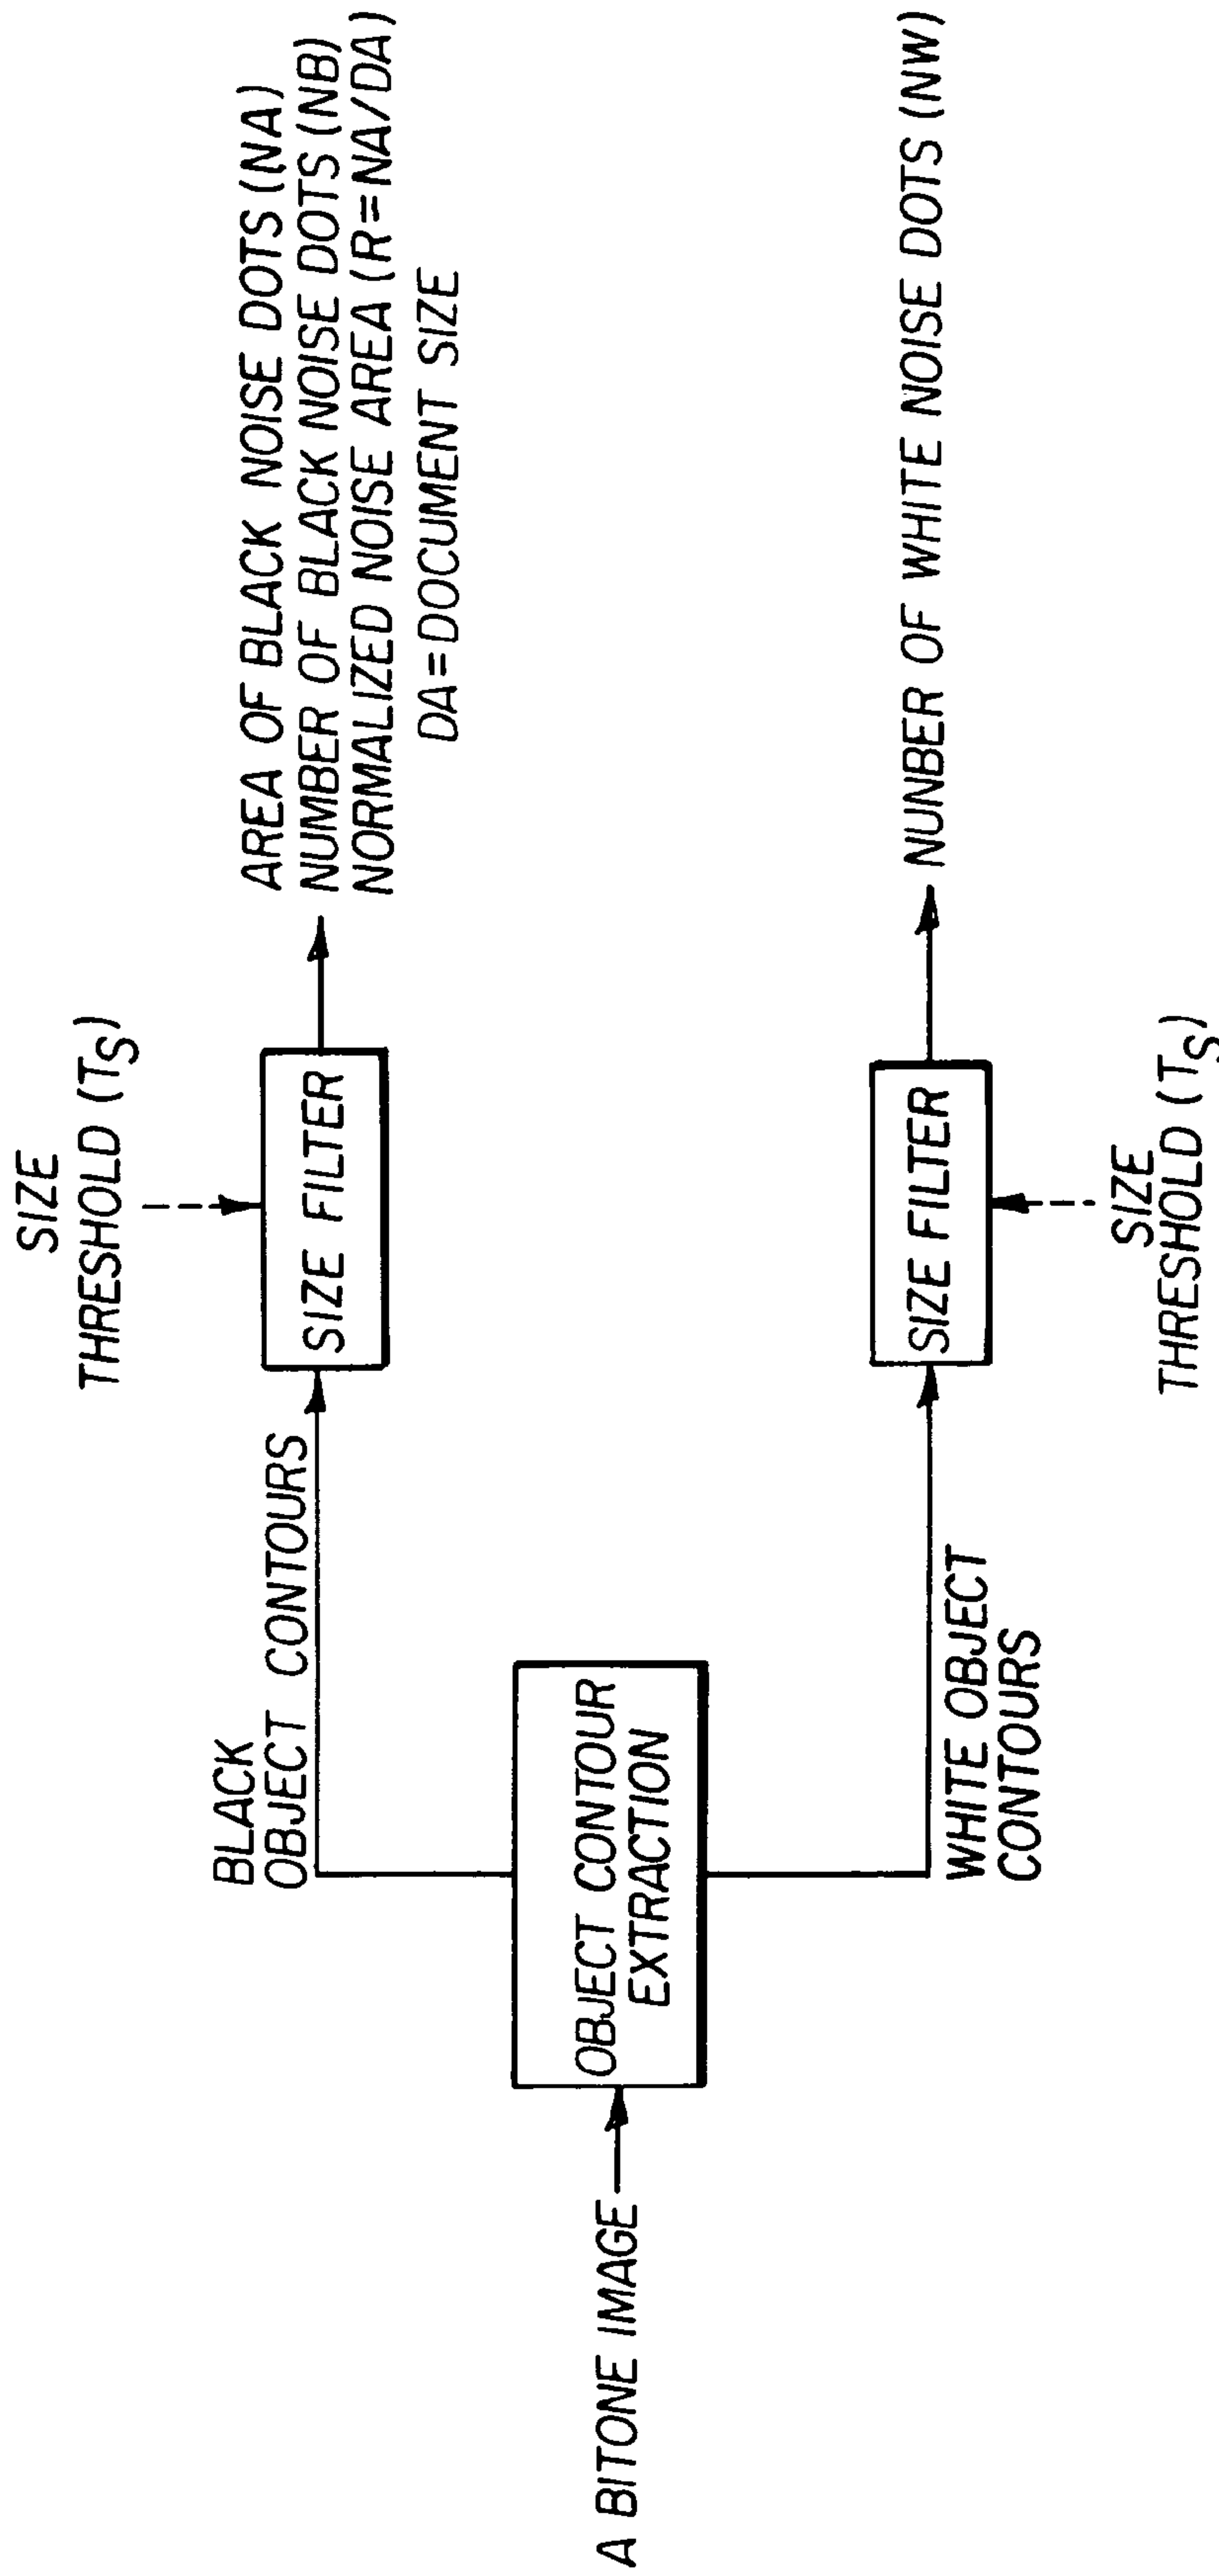 A BITONE IMAGE
OBJECT CONTOUR
EXTRACTION
BLACK
OBJECT CONTOURS
SIZE
THRESHOLD (TS)
SIZE FILTER
AREA OF BLACK NOISE DOTS (NA)
NUMBER OF BLACK NOISE DOTS (NB)
NORMALIZED NOISE AREA (R=NA/DA)
DA=DOCUMENT SIZE
WHITE OBJECT
CONTOURS
SIZE FILTER
SIZE
THRESHOLD (TS)
NUNBER OF WHITE NOISE DOTS (NW)